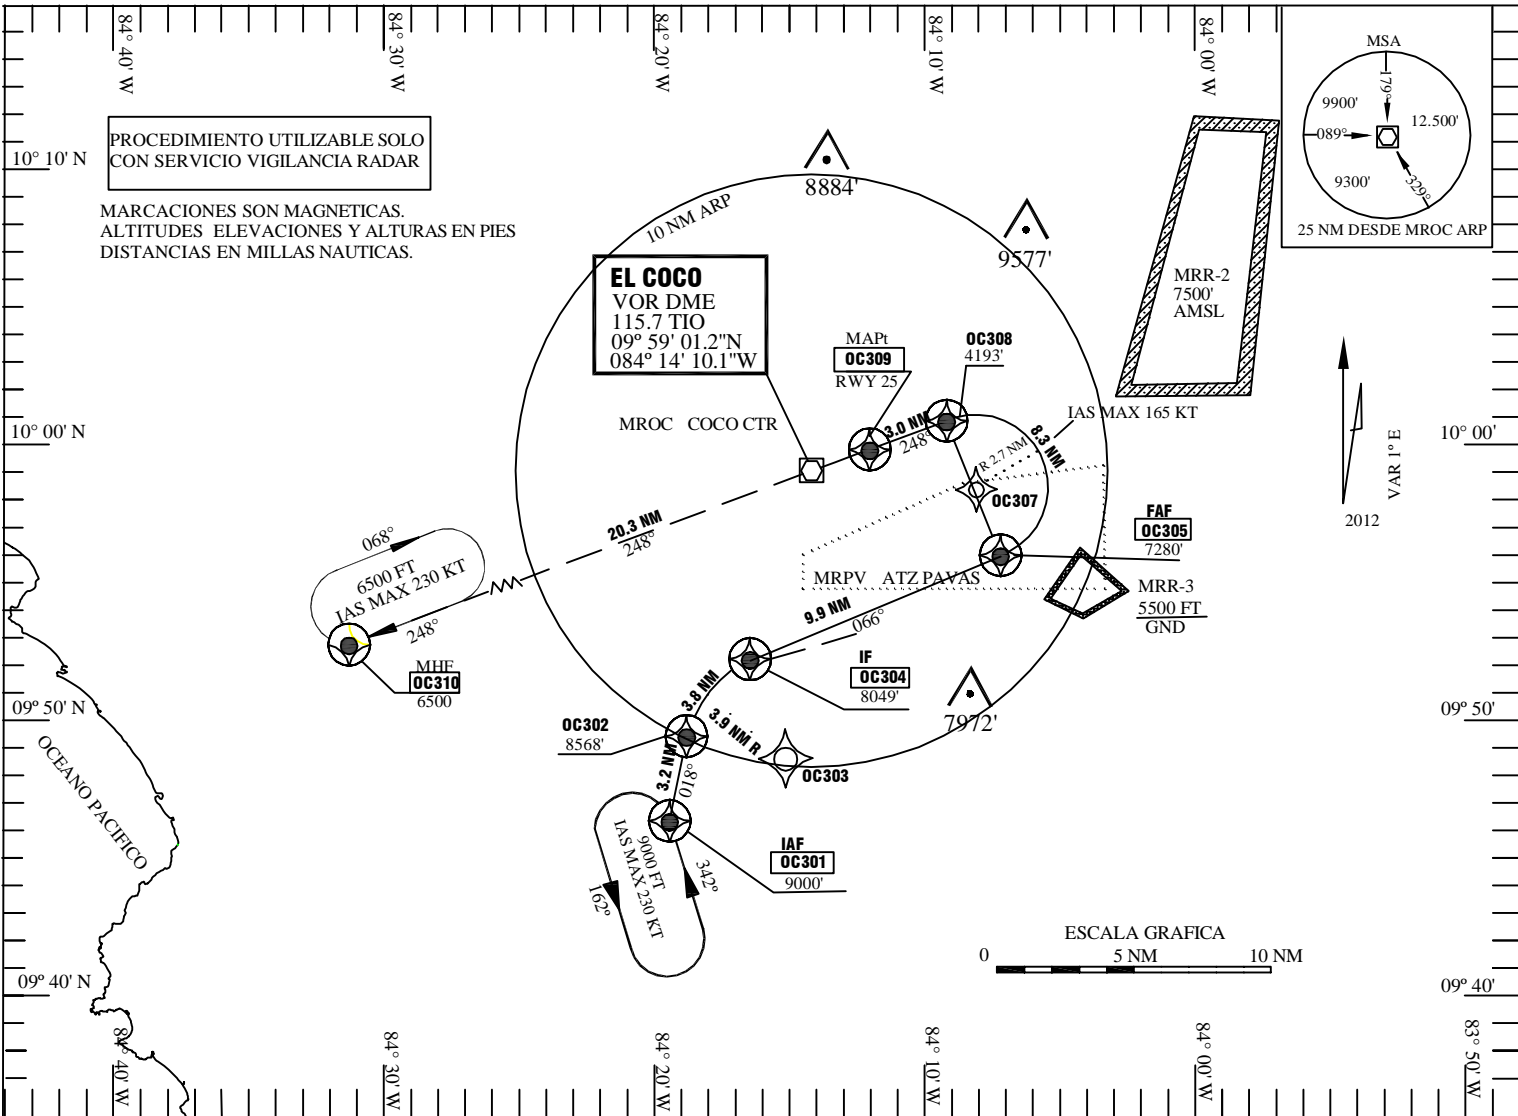 84° 40' W
84° 30' W
84° 20' W
84° 10' W
84° 00' W
MSA
179°
9900'
12.500'
089°
9300'
329°
25 NM DESDE MROC ARP
PROCEDIMIENTO UTILIZABLE SOLO
CON SERVICIO VIGILANCIA RADAR
10° 10' N
MARCACIONES SON MAGNETICAS.
ALTITUDES ELEVACIONES Y ALTURAS EN PIES
DISTANCIAS EN MILLAS NAUTICAS.
8884'
10 NM ARP
9577'
MRR-2
7500'
AMSL
EL COCO
VOR DME
115.7 TIO
09° 59' 01.2"N
084° 14' 10.1"W
MAPt
OC309
RWY 25
OC308
4193'
IAS MAX 165 KT
MROC COCO CTR
3.0 NM
248°
8.3 NM
R 2.7 NM
10° 00' N
10° 00'
VAR 1° E
2012
OC307
FAF
OC305
7280'
20.3 NM
248°
068°
6500 FT
IAS MAX 230 KT
248°
MRPV ATZ PAVAS
MRR-3
5500 FT
GND
9.9 NM
066°
MHF
OC310
6500
IF
OC304
8049'
7972'
09° 50' N
09° 50'
OC302
8568'
3.8 NM
3.9 NM R
OC303
3.2 NM
018°
OCEANO PACIFICO
IAF
OC301
9000'
9000 FT
IAS MAX 230 KT
342°
162°
ESCALA GRAFICA
0
5 NM
10 NM
09° 40' N
09° 40'
84° 40' W
84° 30' W
84° 20' W
84° 10' W
84° 00' W
83° 50' W